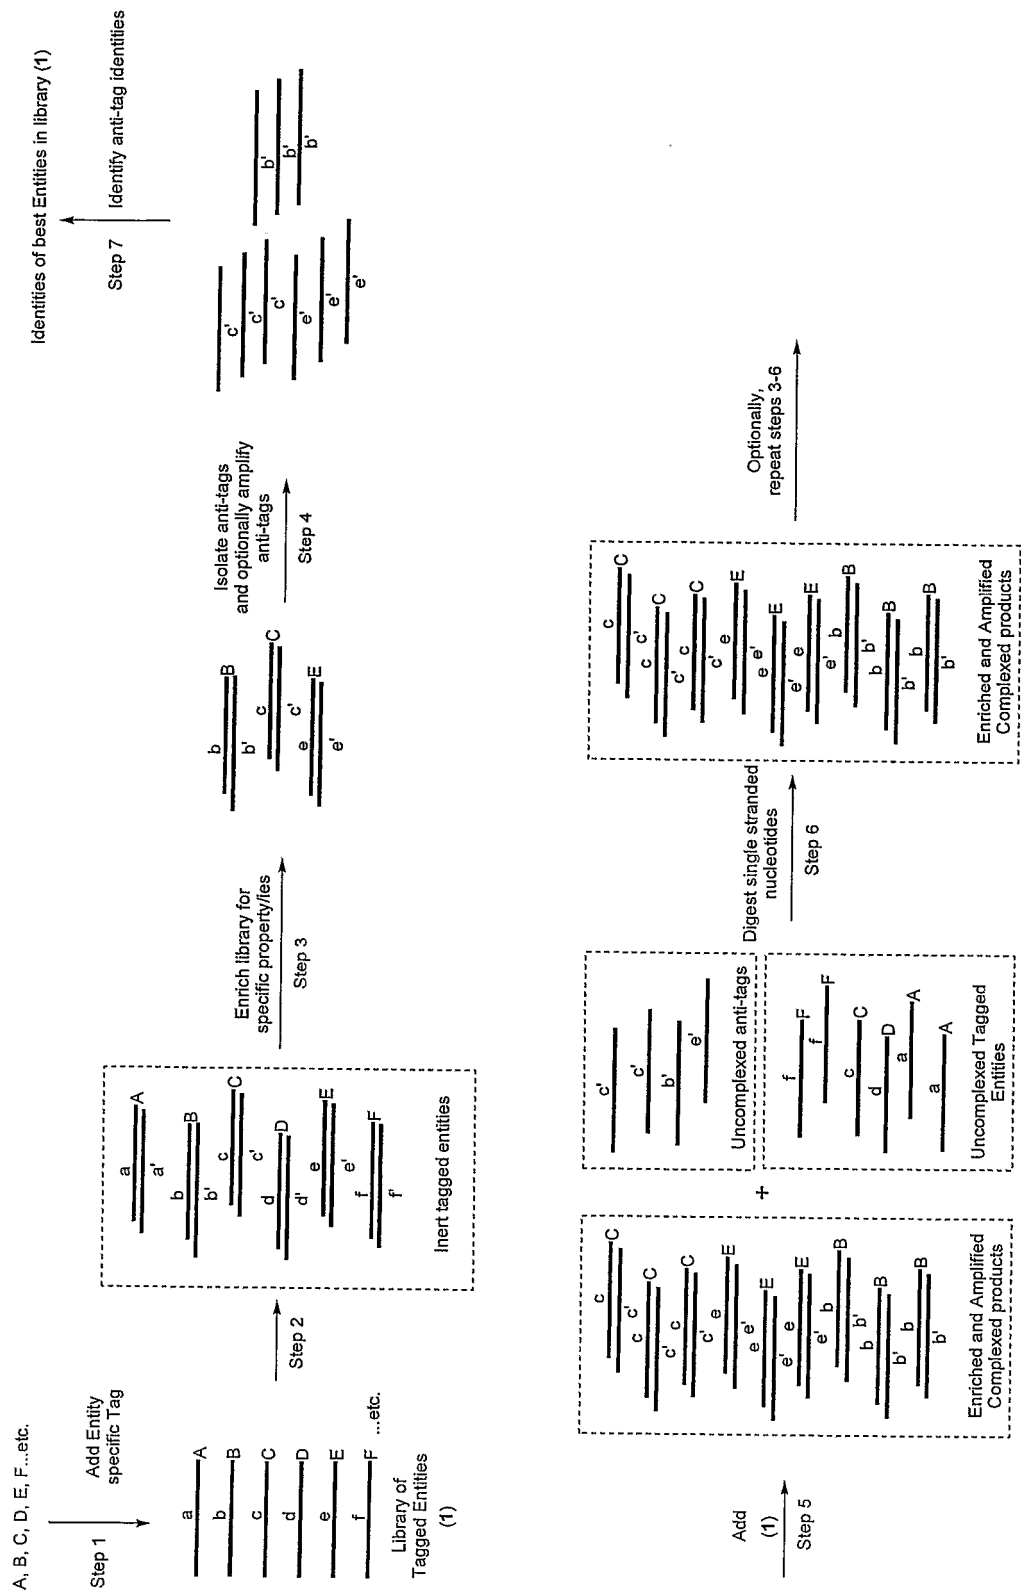 A, B, C, D, E, F...etc.
Step 1
Add Entity
specific Tag
a
A
b
B
c
C
d
D
e
E
f
F
...etc.
Library of
Tagged Entities
(1)
Step 2
a
A
a'
b
B
b'
c
C
c'
d
D
d'
e
E
e'
f
F
f'
Inert tagged entities
Enrich library for
specific property/ies
Step 3
b
B
b'
c
C
c'
e
E
e'
Isolate anti-tags
and optionally amplify
anti-tags
Step 4
c'
c'
c'
e'
e'
e'
b'
b'
b'
Step 7
Identify anti-tag identities
Identities of best Entities in library (1)
Add
(1)
Step 5
c
C
c'
c
C
c'
c
C
c'
e
E
e'
e
E
e'
e
E
e'
b
B
b'
b
B
b'
b
B
b'
Enriched and Amplified
Complexed products
+
c'
c'
b'
e'
Uncomplexed anti-tags
f
F
f
F
c
C
d
D
a
A
a
A
Uncomplexed Tagged
Entities
Digest single stranded
nucleotides
Step 6
c
C
c'
c
C
c'
c
C
c'
e
E
e'
e
E
e'
e
E
e'
b
B
b'
b
B
b'
b
B
b'
Enriched and Amplified
Complexed products
Optionally,
repeat steps 3-6